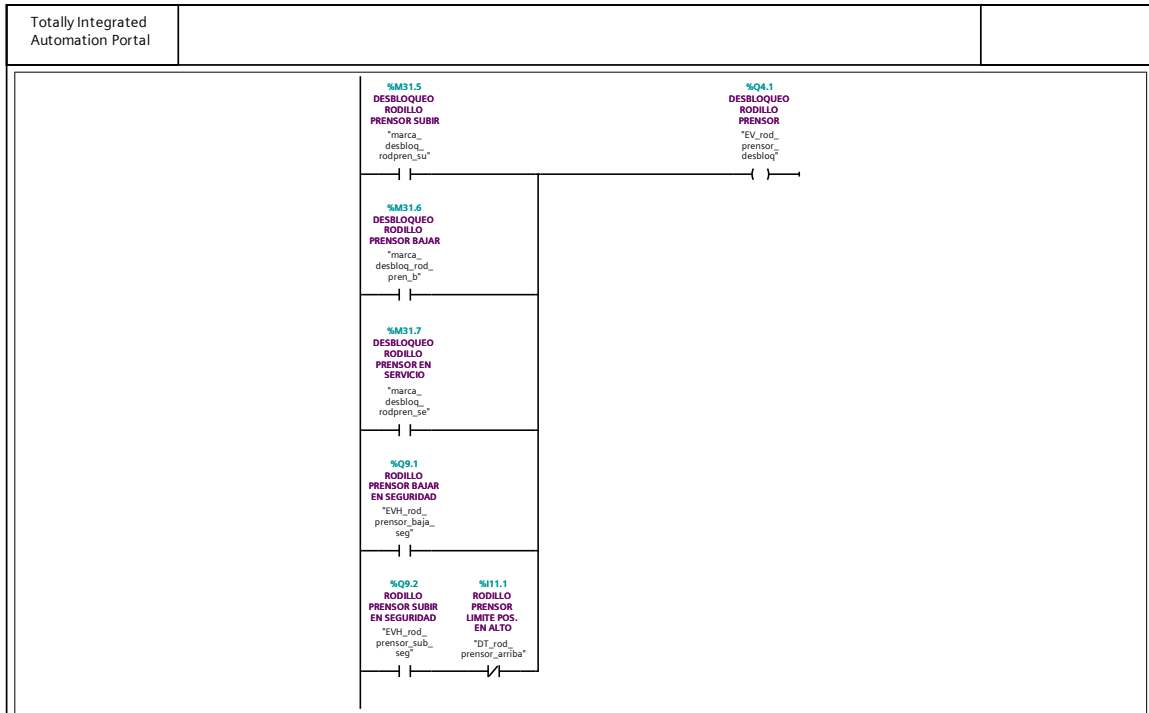 Totally Integrated
Automation Portal
%M31.5
DESBLOQUEO
RODILLO
PRENSOR SUBIR
"marca_
desbloq_
rodpren_su"
%Q4.1
DESBLOQUEO
RODILLO
PRENSOR
"EV_rod_
prensor_
desbloq"
%M31.6
DESBLOQUEO
RODILLO
PRENSOR BAJAR
"marca_
desbloq_rod_
pren_b"
%M31.7
DESBLOQUEO
RODILLO
PRENSOR EN
SERVICIO
"marca_
desbloq_
rodpren_se"
%Q9.1
RODILLO
PRENSOR BAJAR
EN SEGURIDAD
"EVH_rod_
prensor_baja_
seg"
%Q9.2
RODILLO
PRENSOR SUBIR
EN SEGURIDAD
"EVH_rod_
prensor_sub_
seg"
%I11.1
RODILLO
PRENSOR
LIMITE POS.
EN ALTO
"DT_rod_
prensor_arriba"